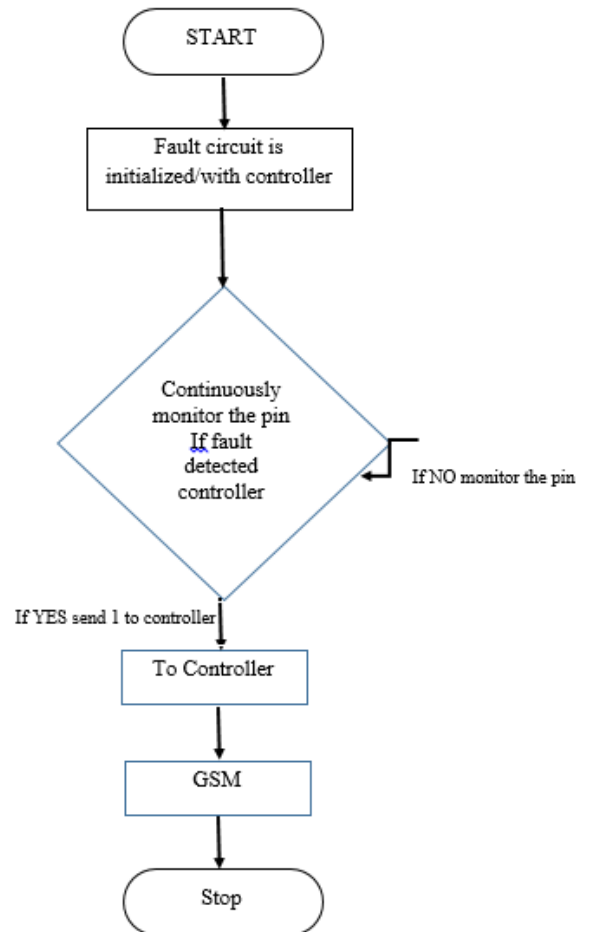 START
Fault circuit is
initialized/with controller
Continuously
monitor the pin
If fault
detected
controller
If NO monitor the pin
If YES send 1 to controller
To Controller
GSM
Stop